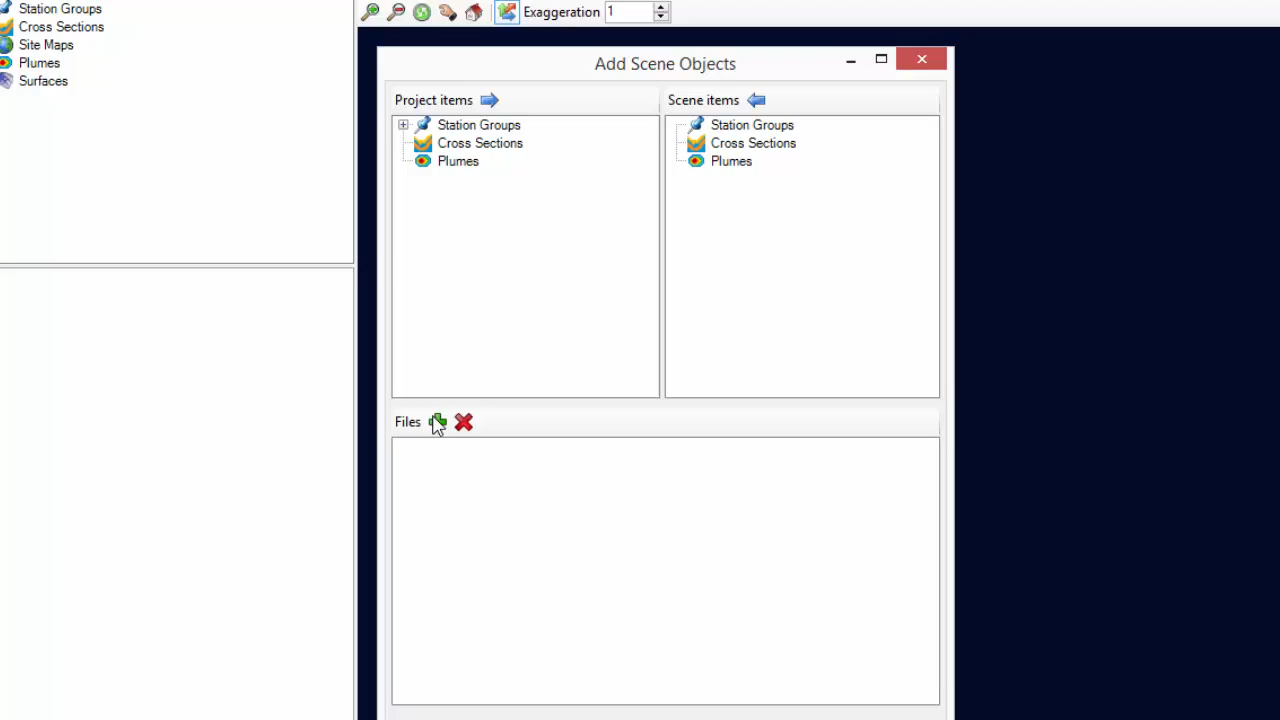 Station Groups
Cross Sections
Site Maps
Plumes
Surfaces
Exaggeration 1
Add Scene Objects
Project items
Scene items
Station Groups
Cross Sections
Plumes
Station Groups
Cross Sections
Plumes
Files